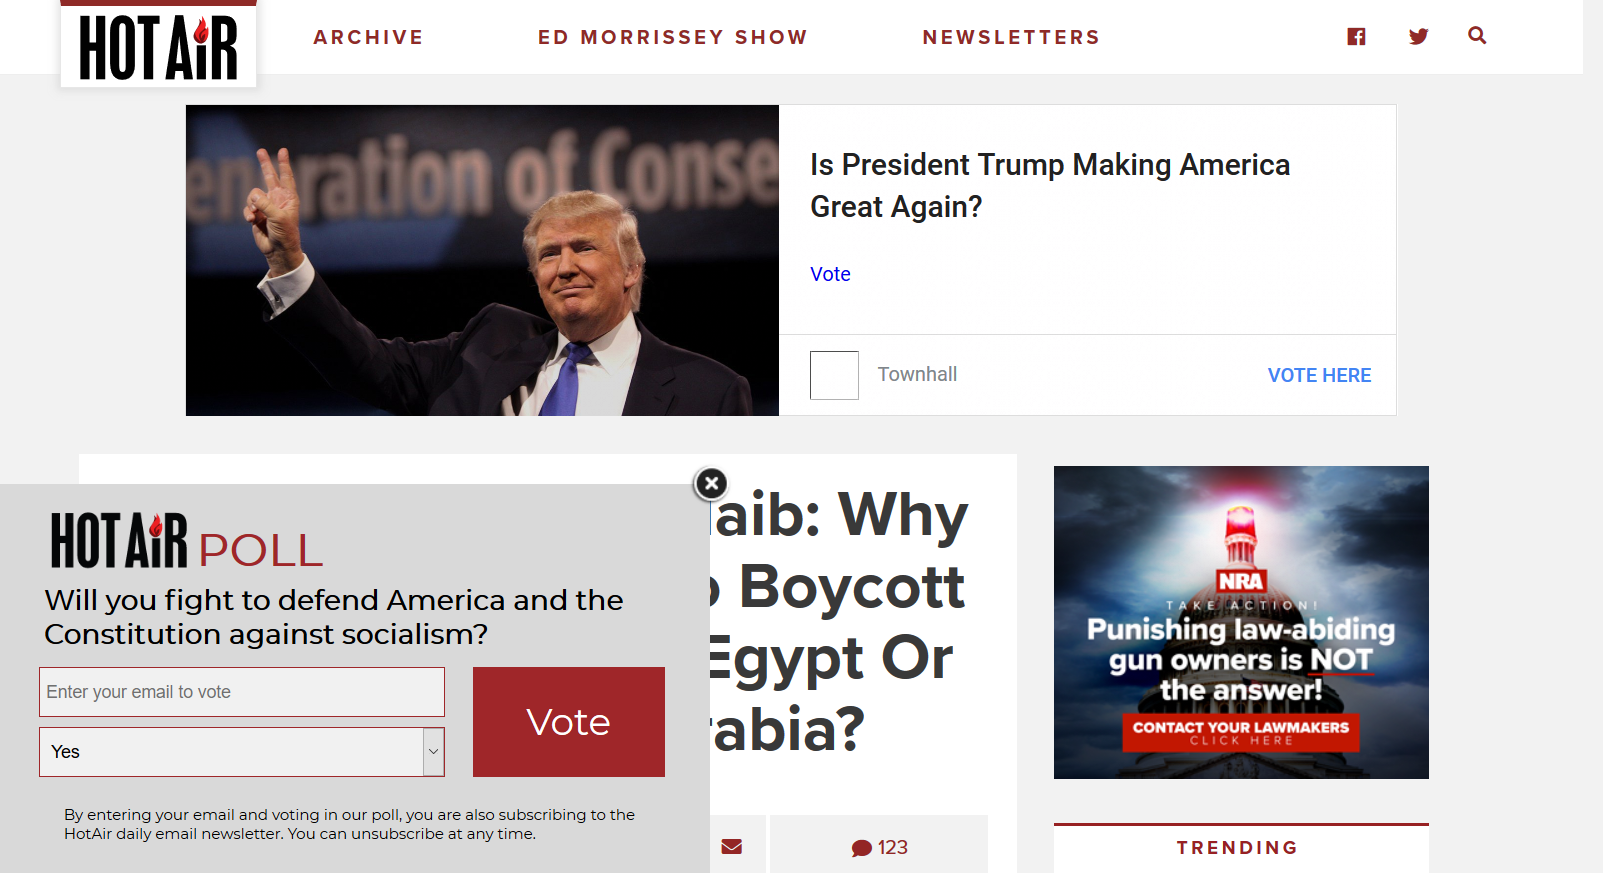 HOT AiR
ARCHIVE
ED MORRISSEY SHOW
NEWSLETTERS
eneration of Conse
Is President Trump Making America
Great Again?
Vote
Townhall
VOTE HERE
laib: Why
Boycott
Egypt Or
rabia?
HOT AiR POLL
Will you fight to defend America and the
Constitution against socialism?
Enter your email to vote
Yes
Vote
By entering your email and voting in our poll, you are also subscribing to the
HotAir daily email newsletter. You can unsubscribe at any time.
123
NRA
TAKE ACTION!
Punishing law-abiding
gun owners is NOT
the answer!
CONTACT YOUR LAWMAKERS
CLICK HERE
TRENDING